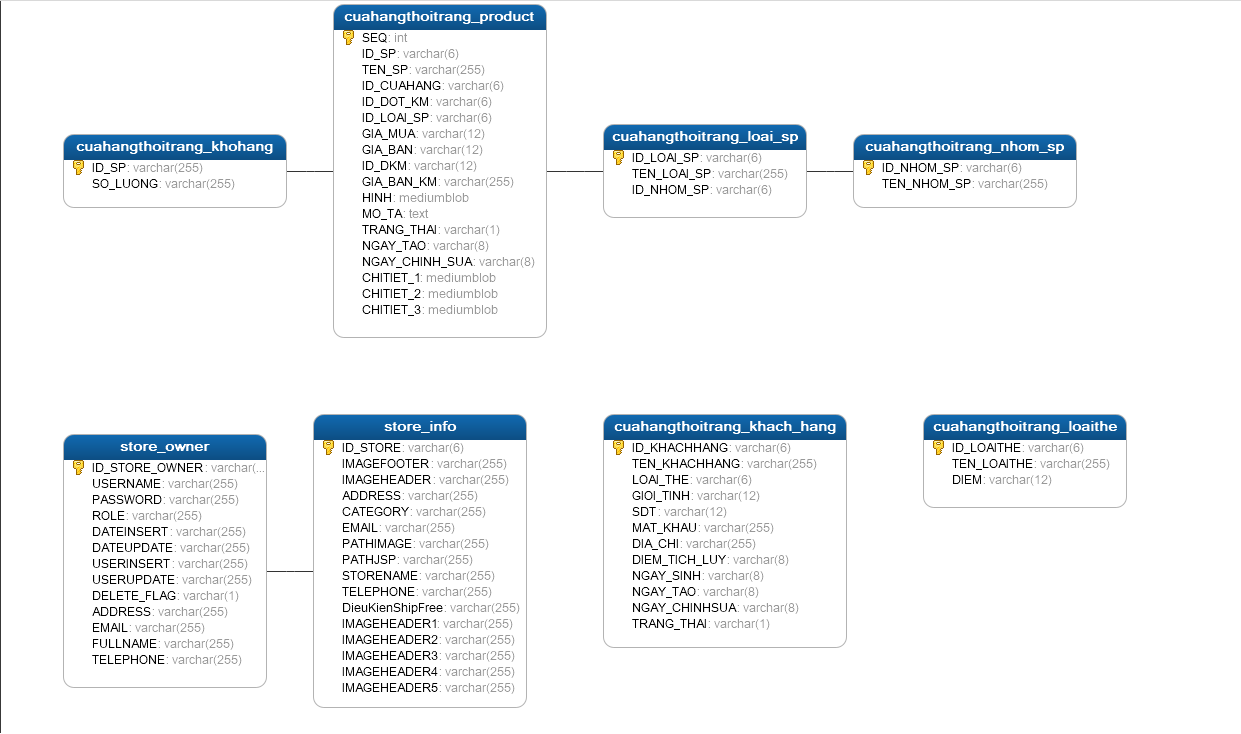 cuahangthoitrang_product
SEQ: int
ID_SP: varchar(6)
TEN_SP: varchar(255)
ID_CUAHANG: varchar(6)
ID_DOT_KM: varchar(6)
ID_LOAI_SP: varchar(6)
GIA_MUA: varchar(12)
GIA_BAN: varchar(12)
ID_DKM: varchar(12)
GIA_BAN_KM: varchar(255)
HINH: mediumblob
MO_TA: text
TRANG_THAI: varchar(1)
NGAY_TAO: varchar(8)
NGAY_CHINH_SUA: varchar(8)
CHITIET_1: mediumblob
CHITIET_2: mediumblob
CHITIET_3: mediumblob
cuahangthoitrang_khohang
ID_SP: varchar(255)
SO_LUONG: varchar(255)
cuahangthoitrang_loai_sp
ID_LOAI_SP: varchar(6)
TEN_LOAI_SP: varchar(255)
ID_NHOM_SP: varchar(6)
cuahangthoitrang_nhom_sp
ID_NHOM_SP: varchar(6)
TEN_NHOM_SP: varchar(255)
store_owner
ID_STORE_OWNER: varchar(...
USERNAME: varchar(255)
PASSWORD: varchar(255)
ROLE: varchar(255)
DATEINSERT: varchar(255)
DATEUPDATE: varchar(255)
USERINSERT: varchar(255)
USERUPDATE: varchar(255)
DELETE_FLAG: varchar(1)
ADDRESS: varchar(255)
EMAIL: varchar(255)
FULLNAME: varchar(255)
TELEPHONE: varchar(255)
store_info
ID_STORE: varchar(6)
IMAGEFOOTER: varchar(255)
IMAGEHEADER: varchar(255)
ADDRESS: varchar(255)
CATEGORY: varchar(255)
EMAIL: varchar(255)
PATHIMAGE: varchar(255)
PATHJSP: varchar(255)
STORENAME: varchar(255)
TELEPHONE: varchar(255)
DieuKienShipFree: varchar(255)
IMAGEHEADER1: varchar(255)
IMAGEHEADER2: varchar(255)
IMAGEHEADER3: varchar(255)
IMAGEHEADER4: varchar(255)
IMAGEHEADER5: varchar(255)
cuahangthoitrang_khach_hang
ID_KHACHHANG: varchar(6)
TEN_KHACHHANG: varchar(255)
LOAI_THE: varchar(6)
GIOI_TINH: varchar(12)
SDT: varchar(12)
MAT_KHAU: varchar(255)
DIA_CHI: varchar(255)
DIEM_TICH_LUY: varchar(8)
NGAY_SINH: varchar(8)
NGAY_TAO: varchar(8)
NGAY_CHINHSUA: varchar(8)
TRANG_THAI: varchar(1)
cuahangthoitrang_loaithe
ID_LOAITHE: varchar(6)
TEN_LOAITHE: varchar(255)
DIEM: varchar(12)